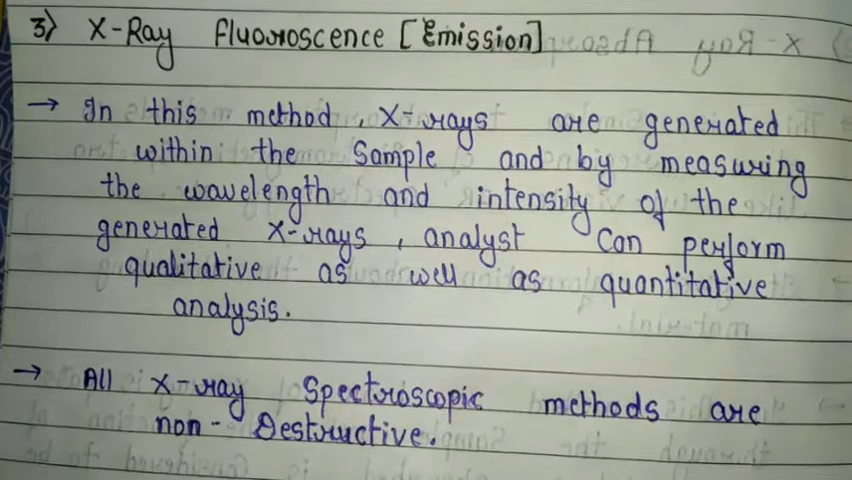 3) X-Ray Fluoroscence [Emission]
→ In this method, X-rays are generated
within the Sample and by measuring
the wavelength and intensity of the
generated X-rays, analyst Can perform
qualitative as well as quantitative
analysis.
→ All X-ray Spectroscopic methods are
non-Destructive.